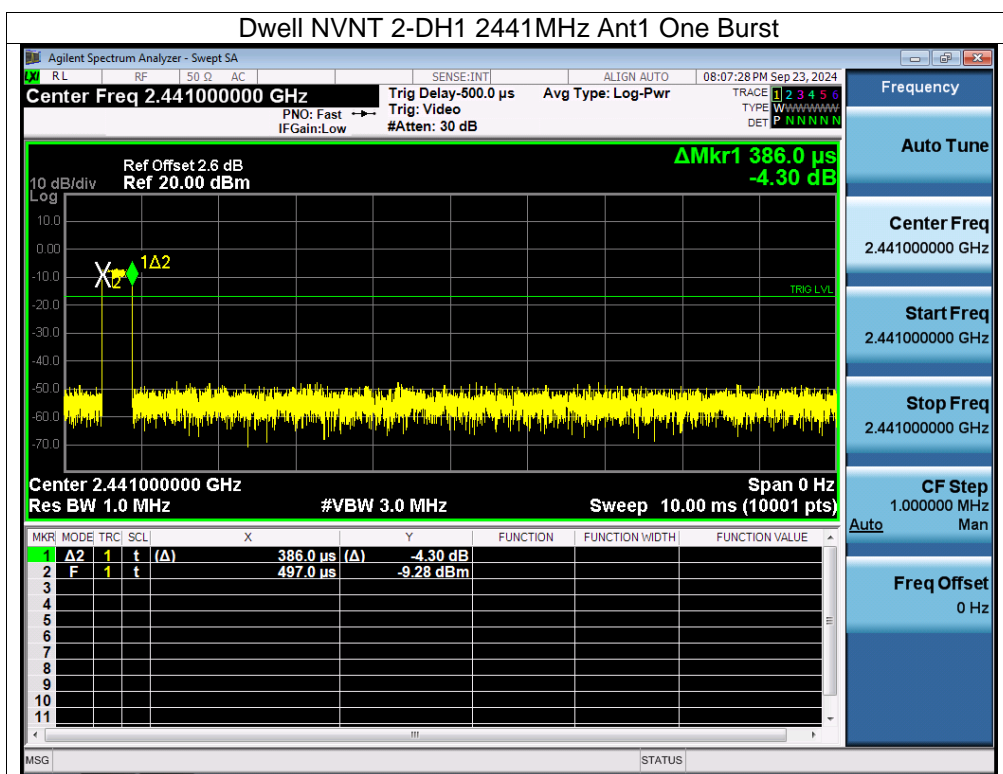 Dwell NVNT 2-DH1 2441MHz Ant1 One Burst
Agilent Spectrum Analyzer - Swept SA
LXI RL RF 50 Ω AC SENSE:INT ALIGN AUTO 08:07:28 PM Sep 23, 2024
Center Freq 2.441000000 GHz Trig Delay-500.0 µs Avg Type: Log-Pwr TRACE 1 2 3 4 5 6
PNO: Fast Trig: Video TYPE WWWWWWW
IFGain:Low #Atten: 30 dB DET P N N N N N
Frequency
Auto Tune
Center Freq
2.441000000 GHz
Start Freq
2.441000000 GHz
Stop Freq
2.441000000 GHz
CF Step
1.000000 MHz
Auto Man
Freq Offset
0 Hz
ΔMkr1 386.0 µs
-4.30 dB
Ref Offset 2.6 dB
10 dB/div Ref 20.00 dBm
Log
10.0
0.00
-10.0
-20.0
-30.0
-40.0
-50.0
-60.0
-70.0
1Δ2
2
TRIG LVL
Center 2.441000000 GHz Span 0 Hz
Res BW 1.0 MHz #VBW 3.0 MHz Sweep 10.00 ms (10001 pts)
MKR MODE TRC SCL X Y FUNCTION FUNCTION WIDTH FUNCTION VALUE
1 Δ2 1 t (Δ) 386.0 µs (Δ) -4.30 dB
2 F 1 t 497.0 µs -9.28 dBm
3
4
5
6
7
8
9
10
11
MSG STATUS